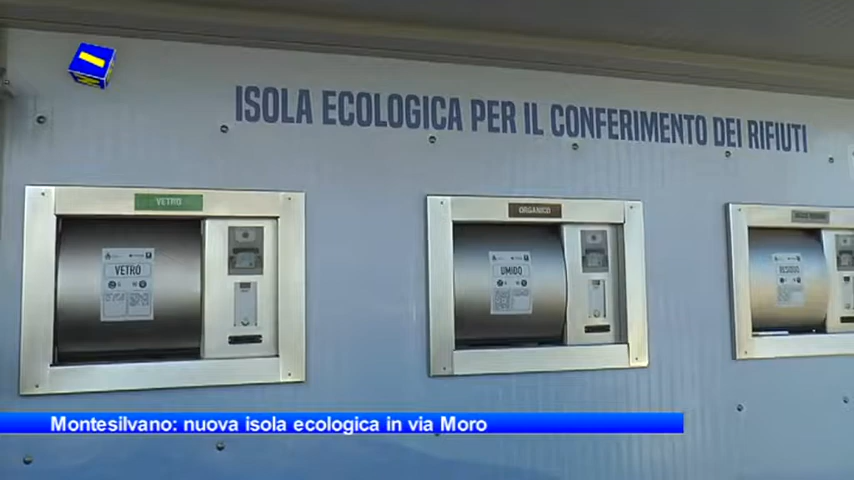 ISOLA ECOLOGICA PER IL CONFERIMENTO DEI RIFIUTI
VETRO
ORGANICO
VETRO
UMIDO
RESIDUO
Montesilvano: nuova isola ecologica in via Moro